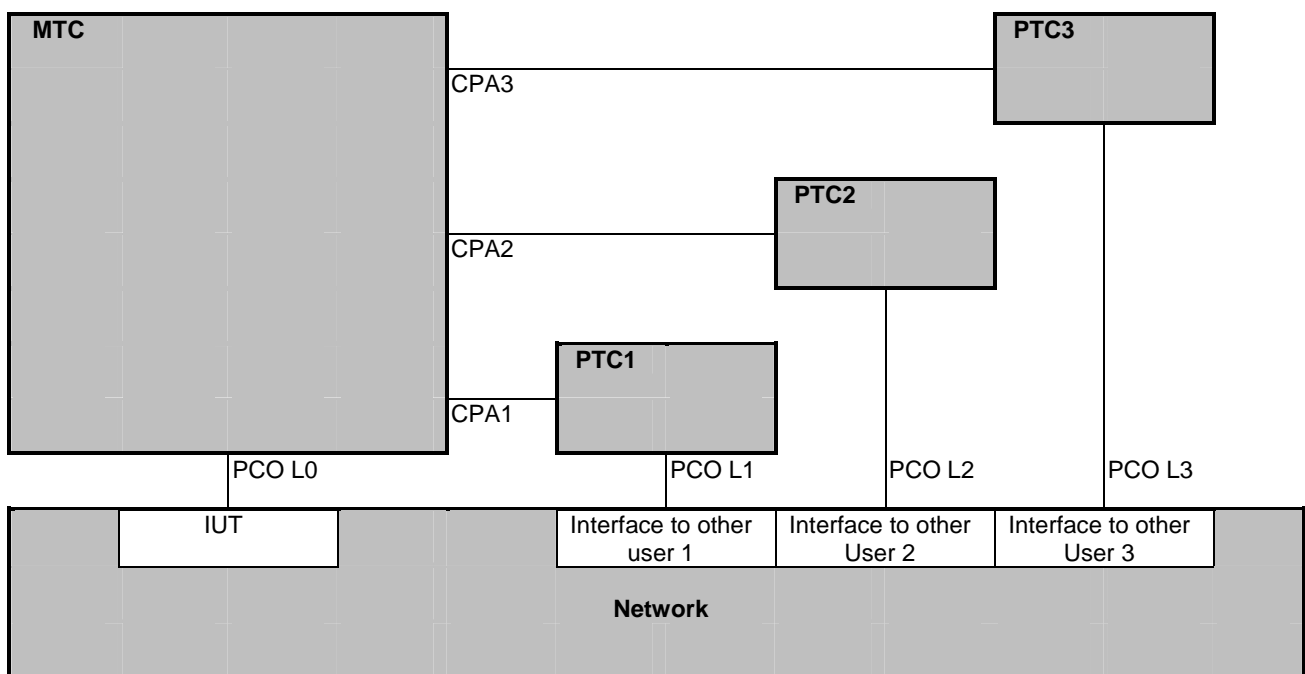 MTC
PTC3
CPA3
PTC2
CPA2
PTC1
CPA1
PCO L0
PCO L1
PCO L2
PCO L3
IUT
Interface to other
user 1
Interface to other
User 2
Interface to other
User 3
Network